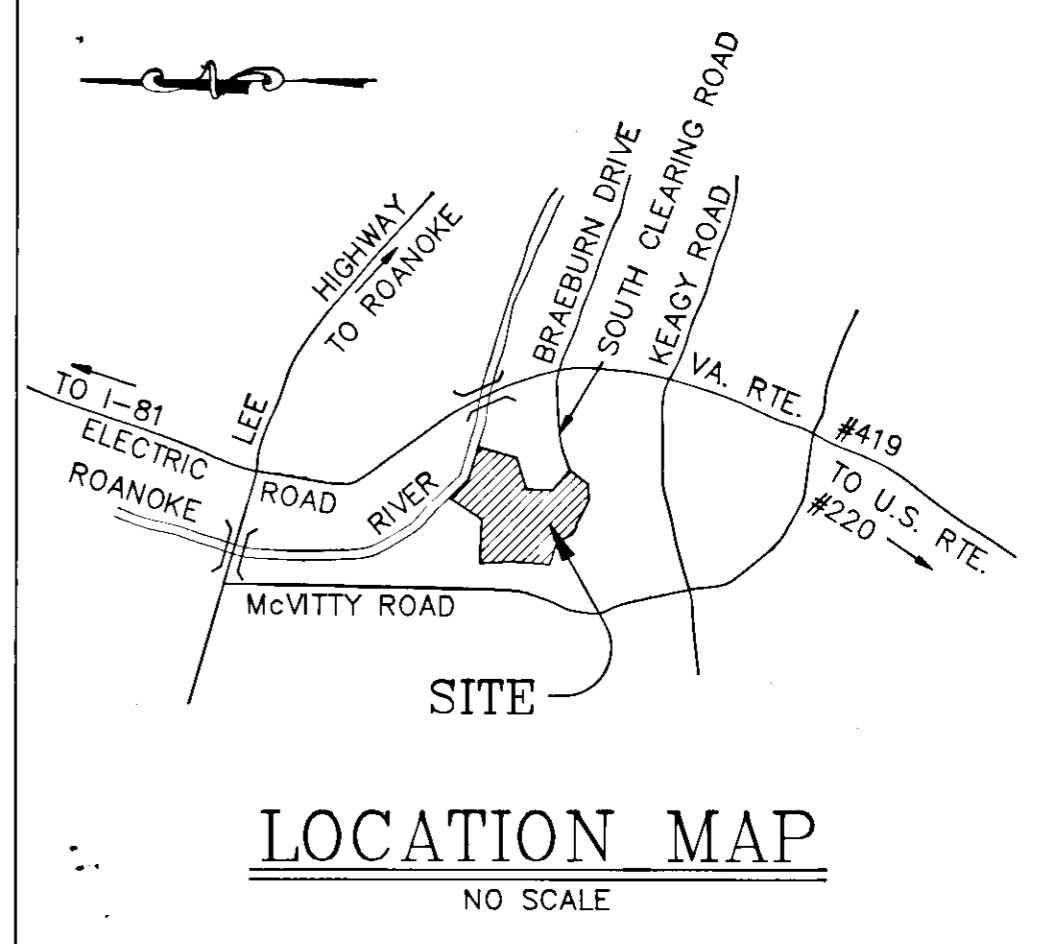 SOUTH CLEARING ROAD
BRAEBURN DRIVE
KEAGY ROAD
HIGHWAY
TO ROANOKE
LEE
TO I-81
ELECTRIC
ROAD
ROANOKE
RIVER
VA. RTE. #419
TO U.S. RTE.
#220
McVITTY ROAD
SITE
LOCATION MAP
NO SCALE